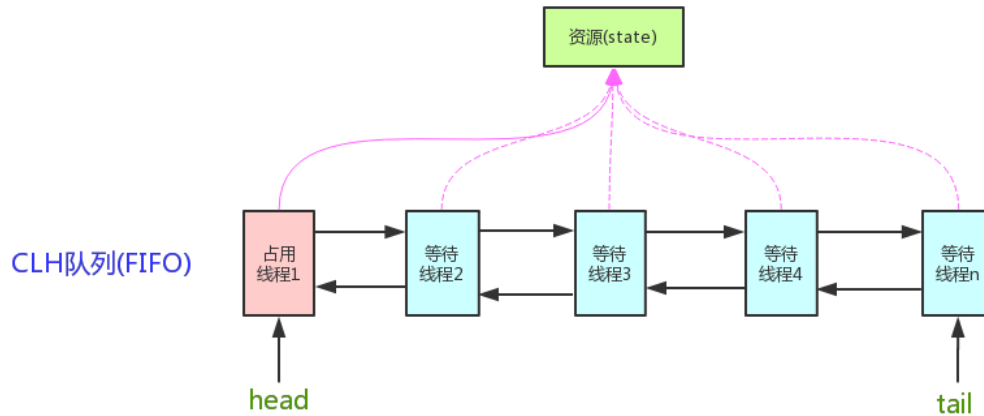 资源(state)
占用
线程1
等待
线程2
等待
线程3
等待
线程4
等待
线程n
CLH队列(FIFO)
head
tail